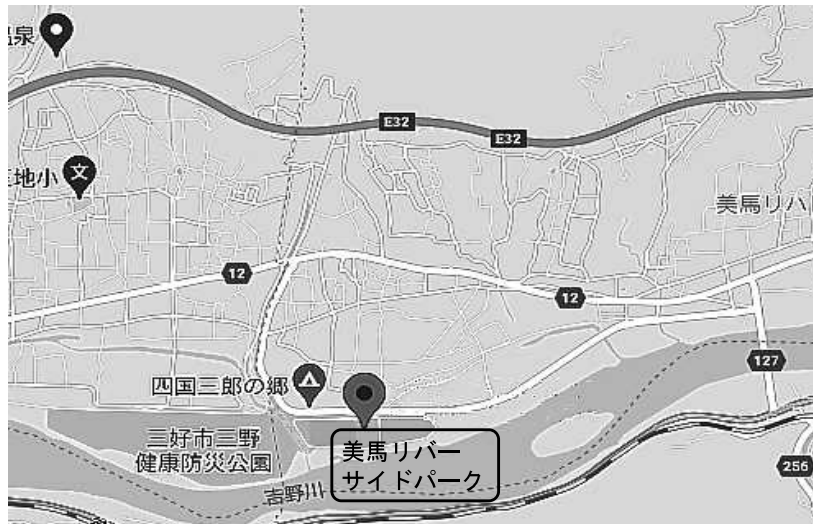 温泉
E32
E32
地小
文
美馬リハ
12
12
127
四国三郎の郷
三好市三野
健康防災公園
美馬リバー
サイドパーク
吉野川
256